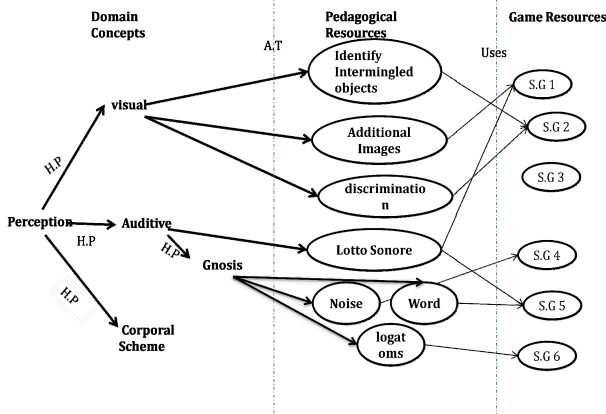 Domain
Concepts
Pedagogical
Resources
Game Resources
A.T
Uses
Identify
Intermingled
objects
S.G 1
visual
Additional
Images
S.G 2
H.P
discriminatio
n
S.G 3
Perception
H.P
Auditive
H.P
Gnosis
Lotto Sonore
S.G 4
H.P
Noise
Word
S.G 5
Corporal
Scheme
logat
oms
S.G 6